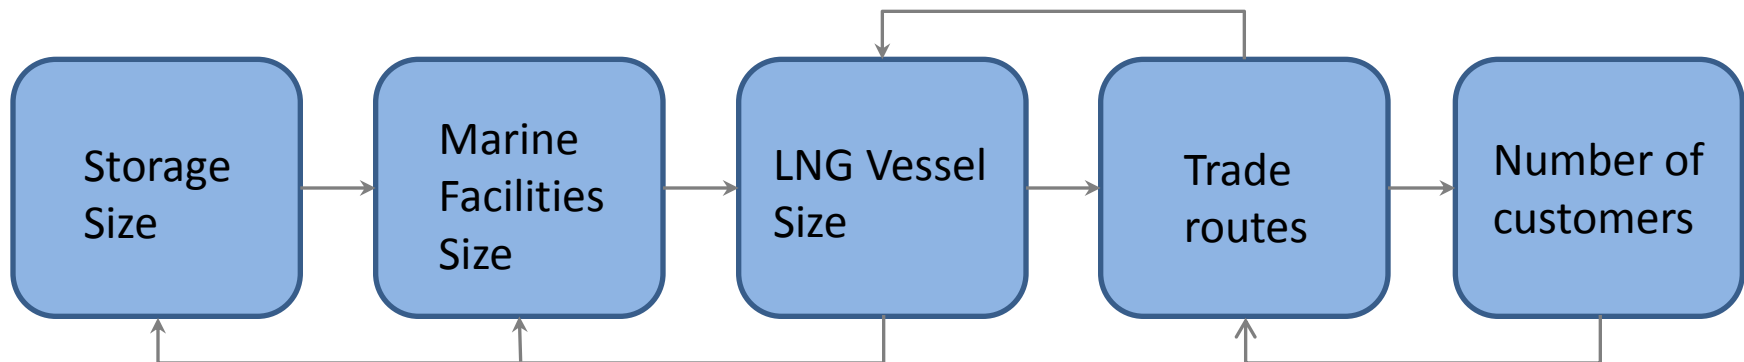 Storage
Size
Marine
Facilities
Size
LNG Vessel
Size
Trade
routes
Number of
customers